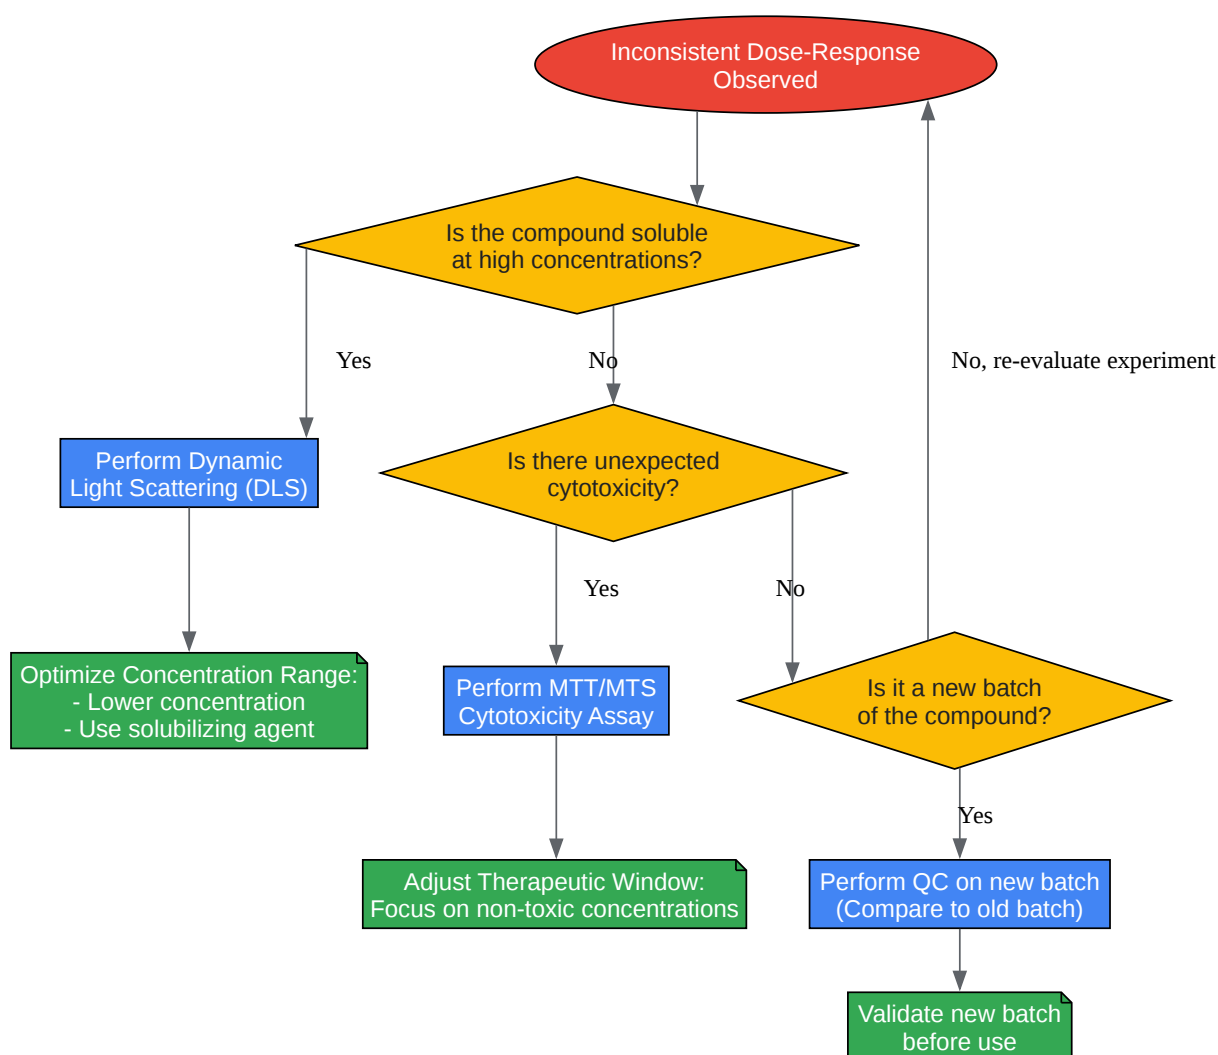 Inconsistent Dose-Response
Observed
Is the compound soluble
at high concentrations?
Yes
No
No, re-evaluate experiment
Perform Dynamic
Light Scattering (DLS)
Is there unexpected
cytotoxicity?
Yes
No
Optimize Concentration Range:
- Lower concentration
- Use solubilizing agent
Perform MTT/MTS
Cytotoxicity Assay
Is it a new batch
of the compound?
Yes
Adjust Therapeutic Window:
Focus on non-toxic concentrations
Perform QC on new batch
(Compare to old batch)
Validate new batch
before use